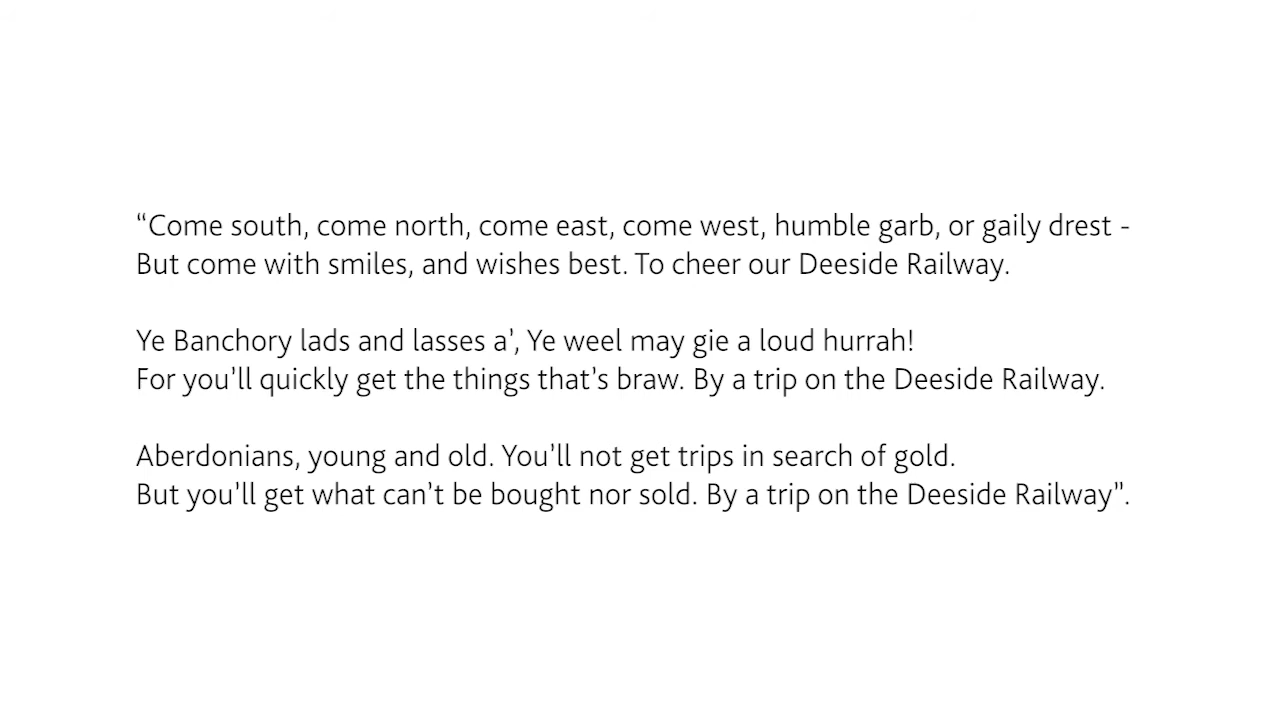 “Come south, come north, come east, come west, humble garb, or gaily drest -
But come with smiles, and wishes best. To cheer our Deeside Railway.
Ye Banchory lads and lasses a’, Ye weel may gie a loud hurrah!
For you’ll quickly get the things that’s braw. By a trip on the Deeside Railway.
Aberdonians, young and old. You’ll not get trips in search of gold.
But you’ll get what can’t be bought nor sold. By a trip on the Deeside Railway”.